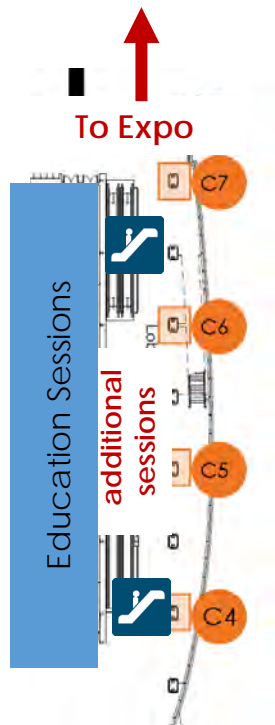 To Expo
C7
C6
Education Sessions
additional
sessions
C5
C4